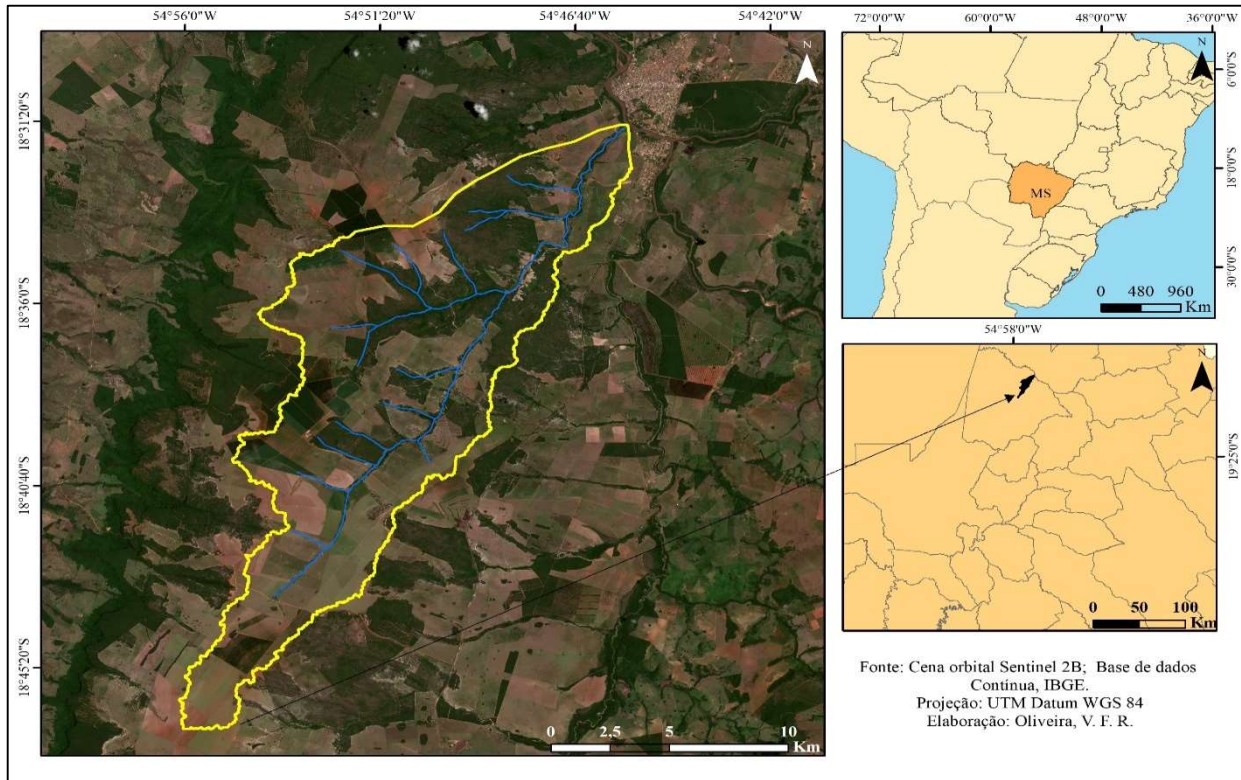 54°56'0"W 54°51'20"W 54°46'40"W 54°42'0"W
18°31'20"S
18°36'0"S
18°40'40"S
18°45'20"S
N
0 2.5 5 10
Km
72°0'0"W 60°0'0"W 48°0'0"W 36°0'0"W
N
6°0'0"S
18°0'0"S
30°0'0"S
MS
0 480 960
Km
54°58'0"W
N
19°25'0"S
0 50 100
Km
Fonte: Cena orbital Sentinel 2B; Base de dados
Contínua, IBGE.
Projeção: UTM Datum WGS 84
Elaboração: Oliveira, V. F. R.